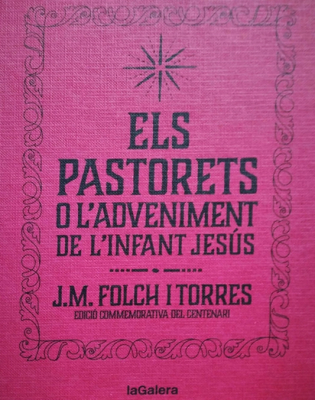 ELS
PASTORETS
O L'ADVENIMENT
DE L'INFANT JESÚS
J.M. FOLCH I TORRES
EDICIÓ COMMEMORATIVA DEL CENTENARI
laGalera